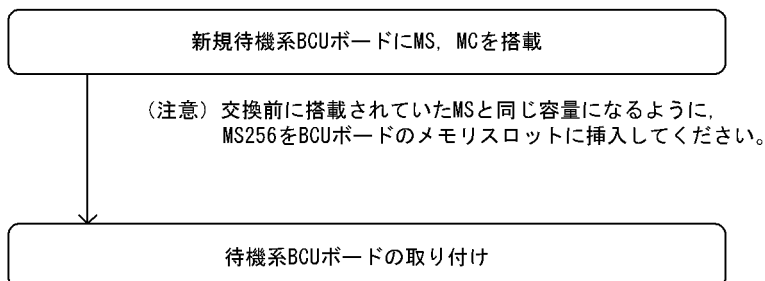 新規待機系BCUボードにMS，MCを搭載
（注意）交換前に搭載されていたMSと同じ容量になるように，
MS256をBCUボードのメモリスロットに挿入してください。
待機系BCUボードの取り付け